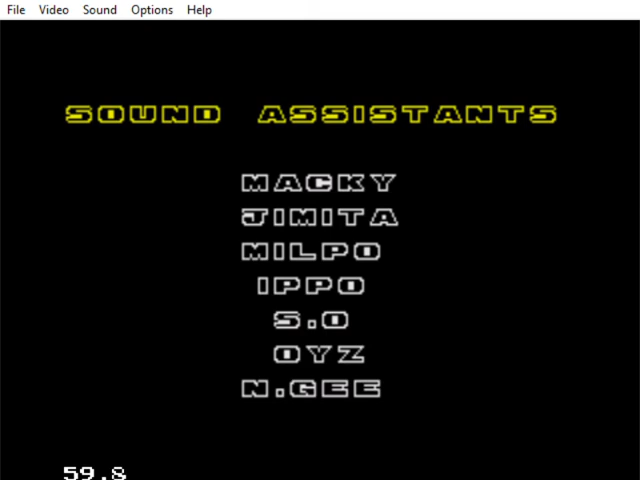 File Video Sound Options Help
SOUND ASSISTANTS
MACKY
JIMITA
MILPO
IPPO
S.O
OYZ
N.GEE
59.8